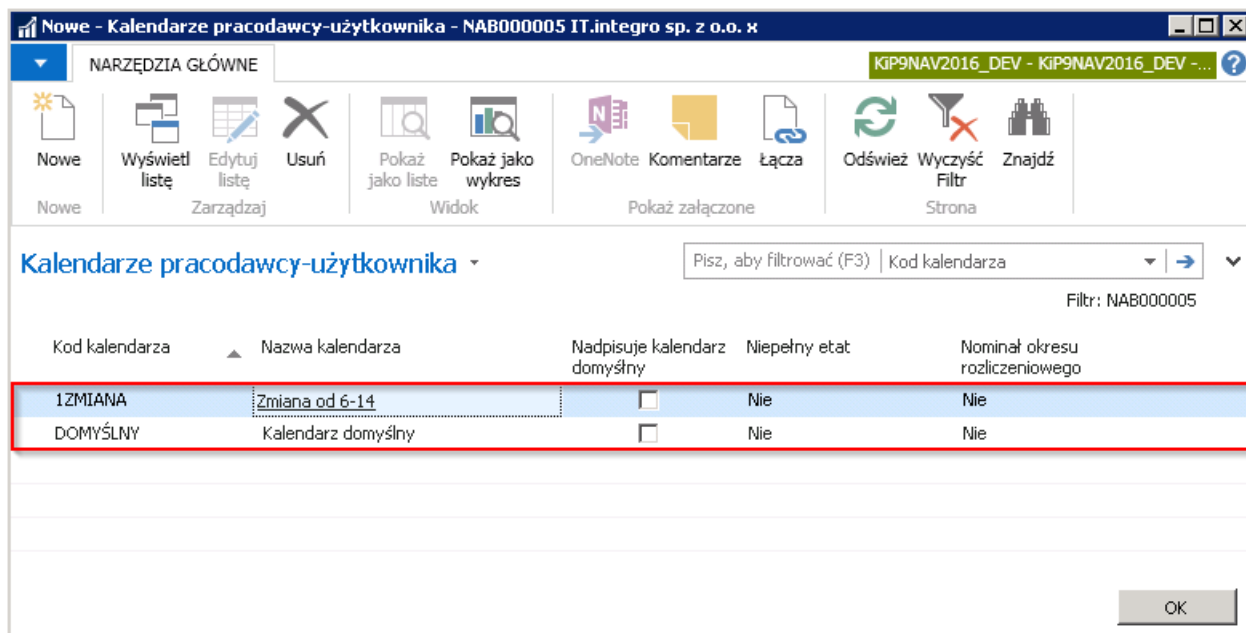 Nowe - Kalendarze pracodawcy-użytkownika - NAB000005 IT.integro sp. z o.o. x
NARZĘDZIA GŁÓWNE
KiP9NAV2016_DEV - KiP9NAV2016_DEV -...
Nowe
Wyświetl listę
Edytuj listę
Usuń
Pokaż jako liste
Pokaż jako wykres
OneNote
Komentarze
Łącza
Odśwież
Wyczyść Filtr
Znajdź
Nowe
Zarządzaj
Widok
Pokaż załączone
Strona
Kalendarze pracodawcy-użytkownika
Pisz, aby filtrować (F3) | Kod kalendarza
Filtr: NAB000005
Kod kalendarza Nazwa kalendarza Nadpisuje kalendarz domyślny Niepełny etat Nominał okresu rozliczeniowego
1ZMIANA Zmiana od 6-14 Nie Nie
DOMYŚLNY Kalendarz domyślny Nie Nie
OK